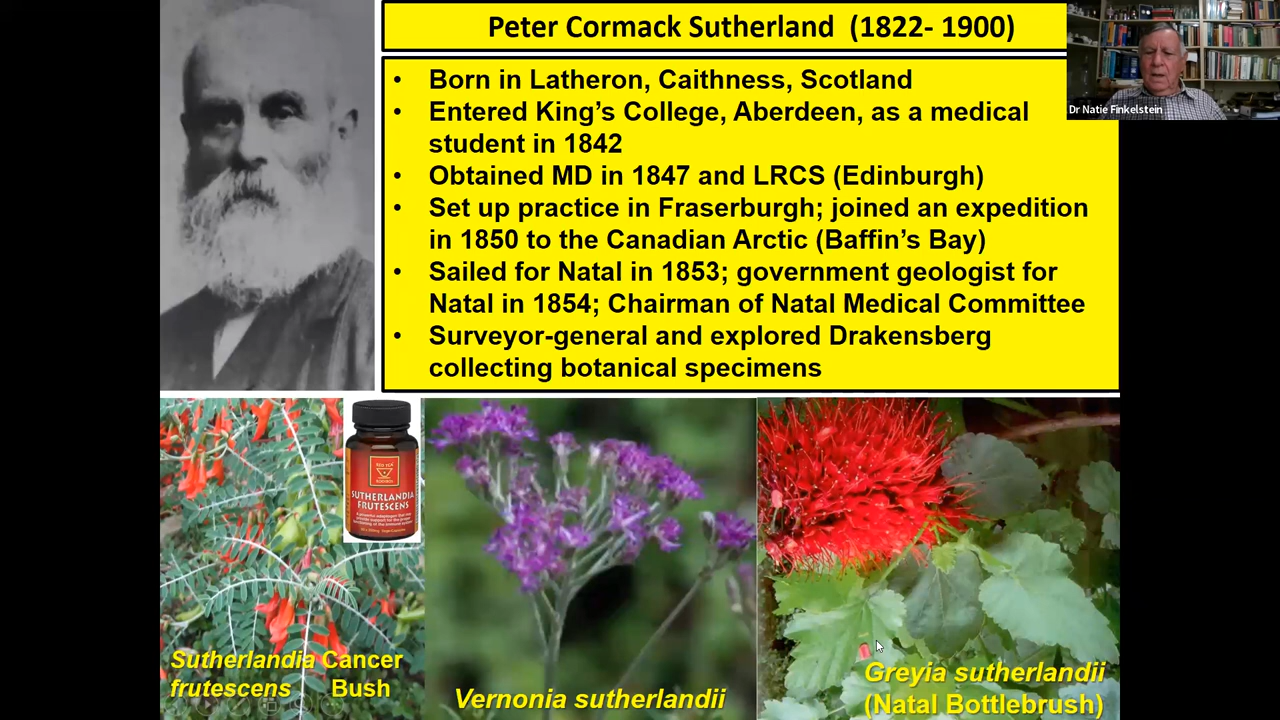 Peter Cormack Sutherland (1822- 1900)
Dr Natie Finkelstein
• Born in Latheron, Caithness, Scotland
• Entered King's College, Aberdeen, as a medical
student in 1842
• Obtained MD in 1847 and LRCS (Edinburgh)
• Set up practice in Fraserburgh; joined an expedition
in 1850 to the Canadian Arctic (Baffin's Bay)
• Sailed for Natal in 1853; government geologist for
Natal in 1854; Chairman of Natal Medical Committee
• Surveyor-general and explored Drakensberg
collecting botanical specimens
SUTHERLANDIA
FRUTESCENS
Sutherlandia Cancer
frutescens Bush
Vernonia sutherlandii
Greyia sutherlandii
(Natal Bottlebrush)